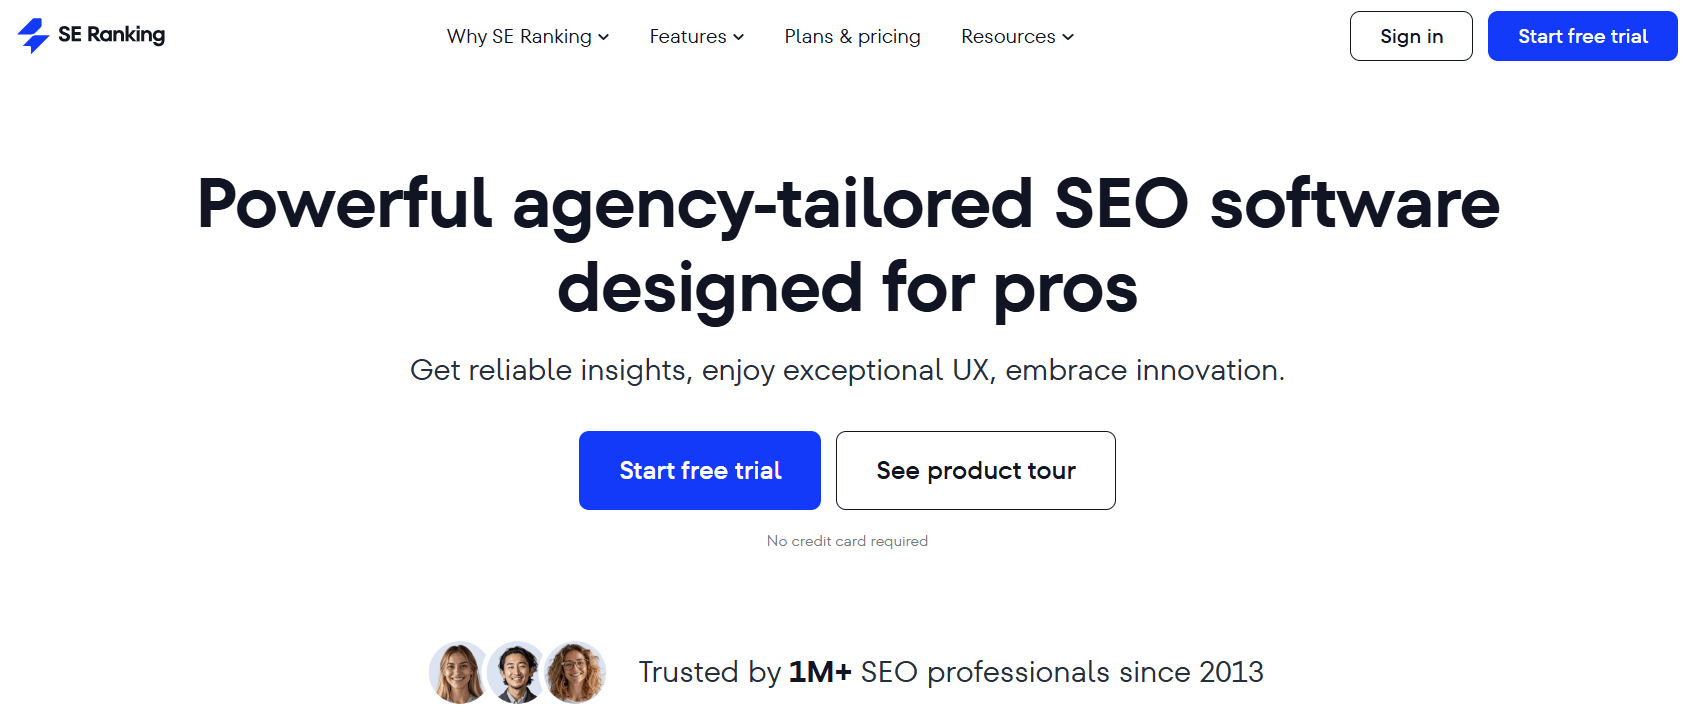 SE Ranking
Why SE Ranking
Features
Plans & pricing
Resources
Sign in
Start free trial
Powerful agency-tailored SEO software
designed for pros
Get reliable insights, enjoy exceptional UX, embrace innovation.
Start free trial
See product tour
No credit card required
Trusted by 1M+ SEO professionals since 2013